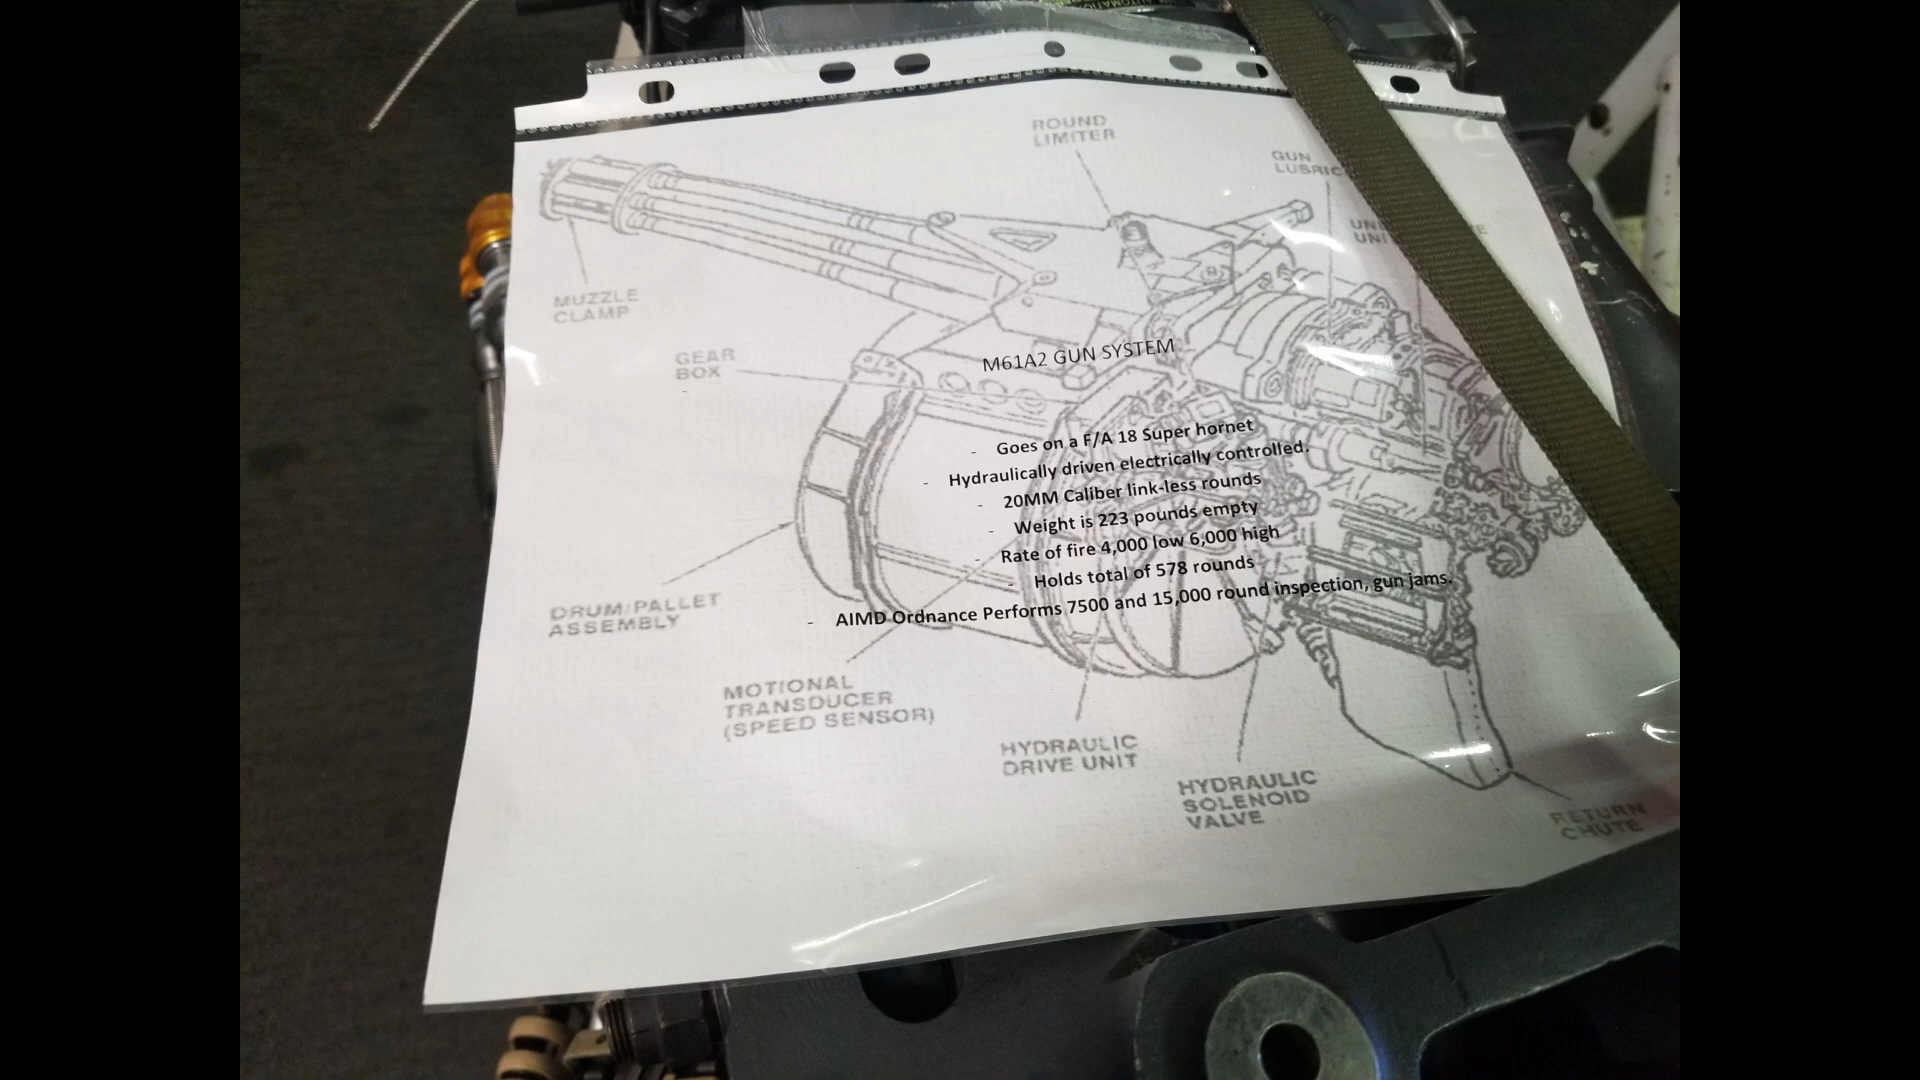 ROUND
LIMITER
GUN
MUZZLE
CLAMP
GEAR
BOX
M61A2 GUN SYSTEM
- Goes on a F/A 18 Super hornet
- Hydraulically driven electrically controlled.
- 20MM Caliber link-less rounds
- Weight is 223 pounds empty
- Rate of fire 4,000 low 6,000 high
- Holds total of 578 rounds
- AIMD Ordnance Performs 7500 and 15,000 round inspection, gun jams.
DRUM/PALLET
ASSEMBLY
MOTIONAL
TRANSDUCER
(SPEED SENSOR)
HYDRAULIC
DRIVE UNIT
HYDRAULIC
SOLENOID
VALVE
RETURN
CHUTE